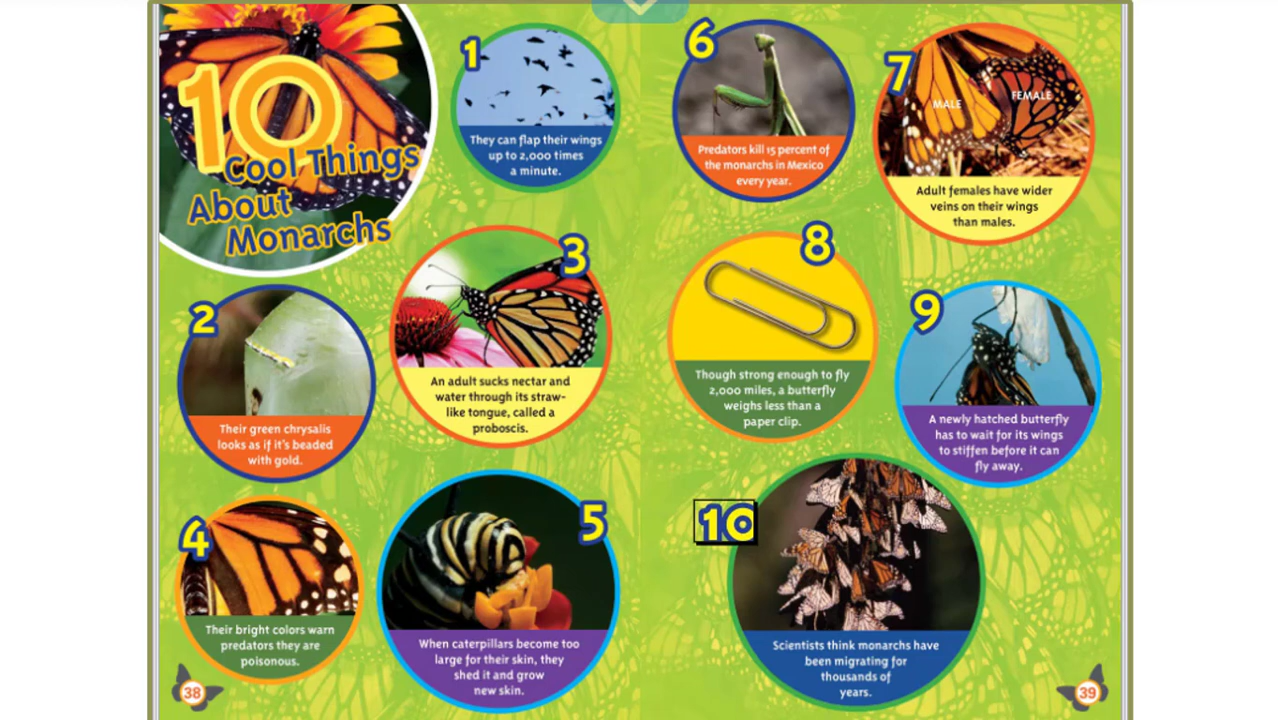 10
Cool Things
About
Monarchs
1
They can flap their wings
up to 2,000 times
a minute.
2
Their green chrysalis
looks as if it's beaded
with gold.
3
An adult sucks nectar and
water through its straw-
like tongue, called a
proboscis.
4
Their bright colors warn
predators they are
poisonous.
5
When caterpillars become too
large for their skin, they
shed it and grow
new skin.
38
6
Predators kill 15 percent of
the monarchs in Mexico
every year.
7
MALE
FEMALE
Adult females have wider
veins on their wings
than males.
8
Though strong enough to fly
2,000 miles, a butterfly
weighs less than a
paper clip.
9
A newly hatched butterfly
has to wait for its wings
to stiffen before it can
fly away.
10
Scientists think monarchs have
been migrating for
thousands of
years.
39